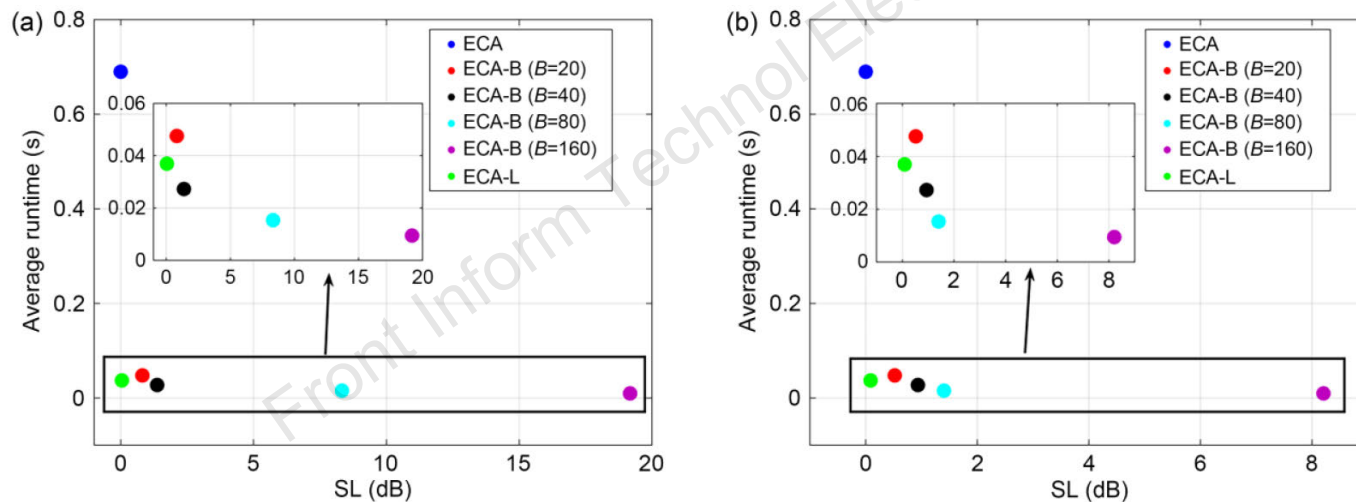 (a)
0.8
0.6
0.4
0.2
0
Average runtime (s)
ECA
ECA-B (B=20)
ECA-B (B=40)
ECA-B (B=80)
ECA-B (B=160)
ECA-L
0.06
0.04
0.02
0
0 5 10 15 20
0 5 10 15 20
SL (dB)
(b)
0.8
0.6
0.4
0.2
0
Average runtime (s)
ECA
ECA-B (B=20)
ECA-B (B=40)
ECA-B (B=80)
ECA-B (B=160)
ECA-L
0.06
0.04
0.02
0
0 2 4 6 8
0 2 4 6 8
SL (dB)
Front Inform Technol Ele